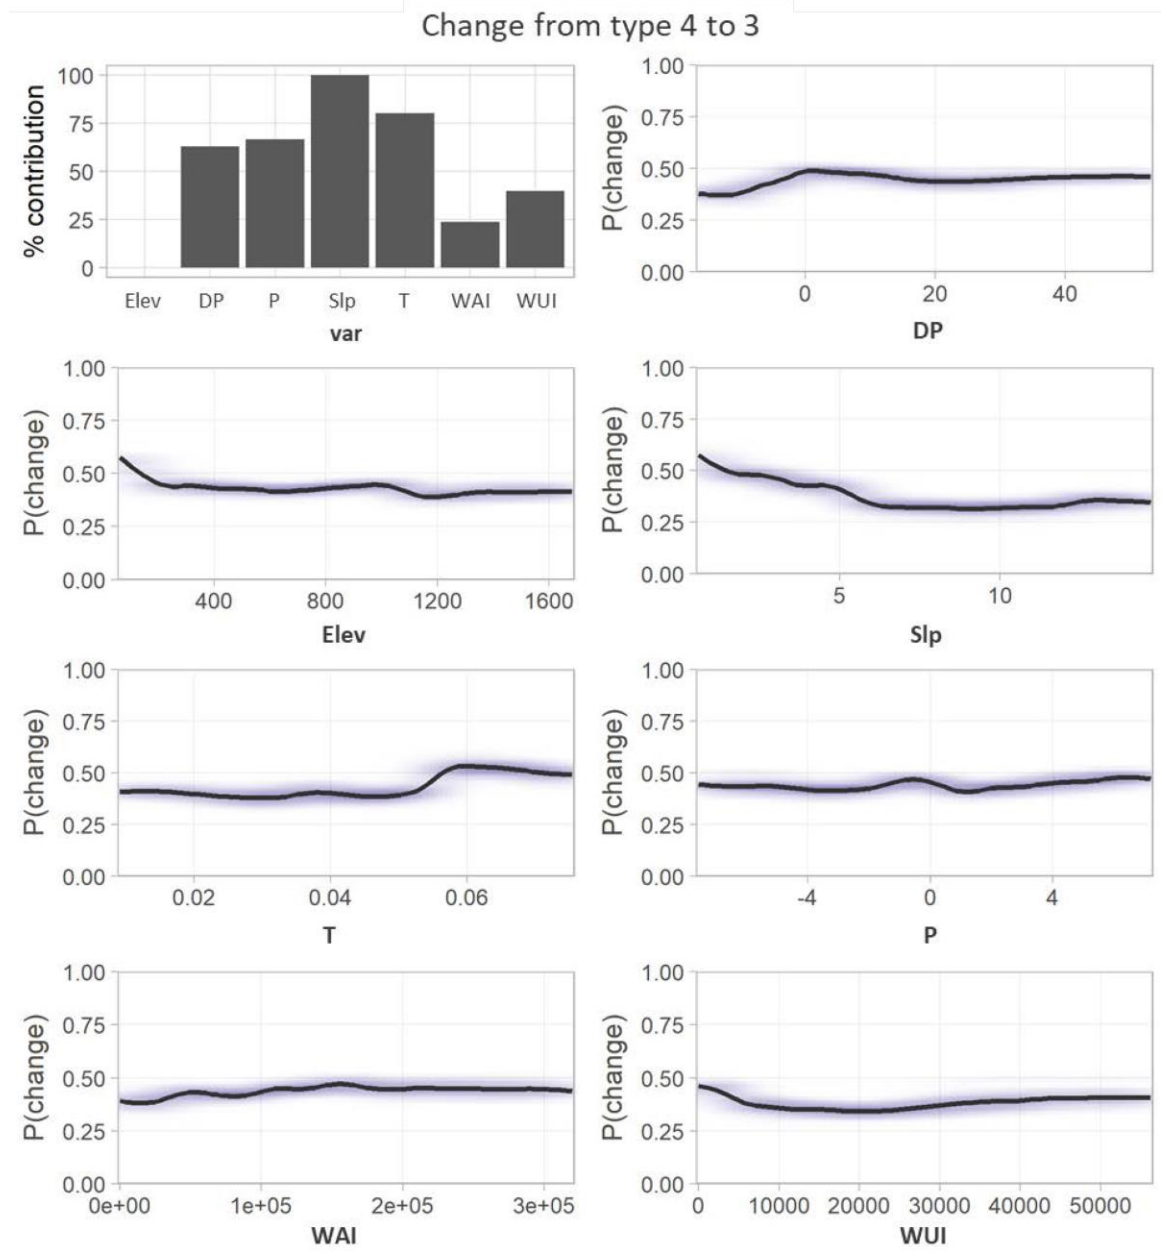 Change from type 4 to 3
% contribution
100
75
50
25
0
Elev DP P Slp T WAI WUI
var
P(change)
1.00
0.75
0.50
0.25
0.00
0 20 40
DP
P(change)
1.00
0.75
0.50
0.25
0.00
400 800 1200 1600
Elev
P(change)
1.00
0.75
0.50
0.25
0.00
5 10
Slp
P(change)
1.00
0.75
0.50
0.25
0.00
0.02 0.04 0.06
T
P(change)
1.00
0.75
0.50
0.25
0.00
-4 0 4
P
P(change)
1.00
0.75
0.50
0.25
0.00
0e+00 1e+05 2e+05 3e+05
WAI
P(change)
1.00
0.75
0.50
0.25
0.00
0 10000 20000 30000 40000 50000
WUI